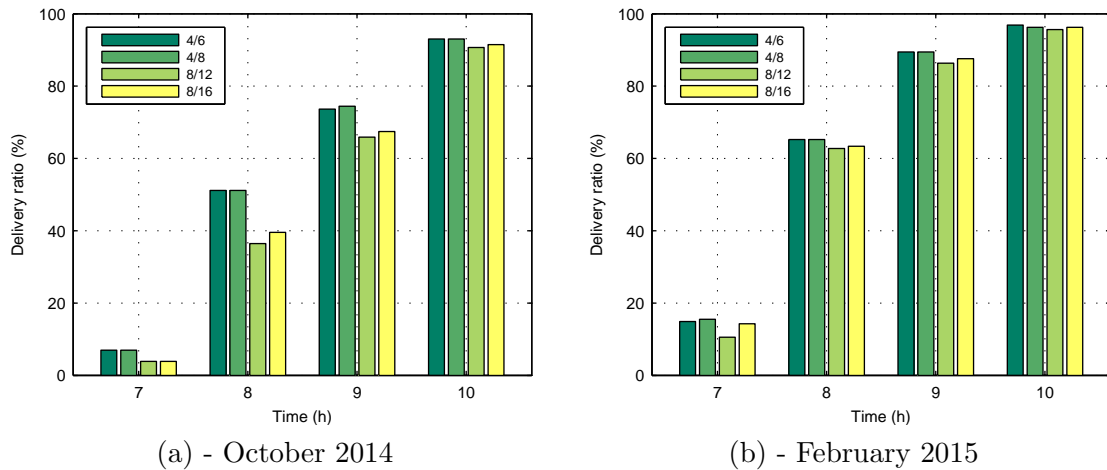 100
80
60
40
20
0
Delivery ratio (%)
4/6
4/8
8/12
8/16
7 8 9 10
Time (h)
(a) - October 2014
100
80
60
40
20
0
Delivery ratio (%)
4/6
4/8
8/12
8/16
7 8 9 10
Time (h)
(b) - February 2015